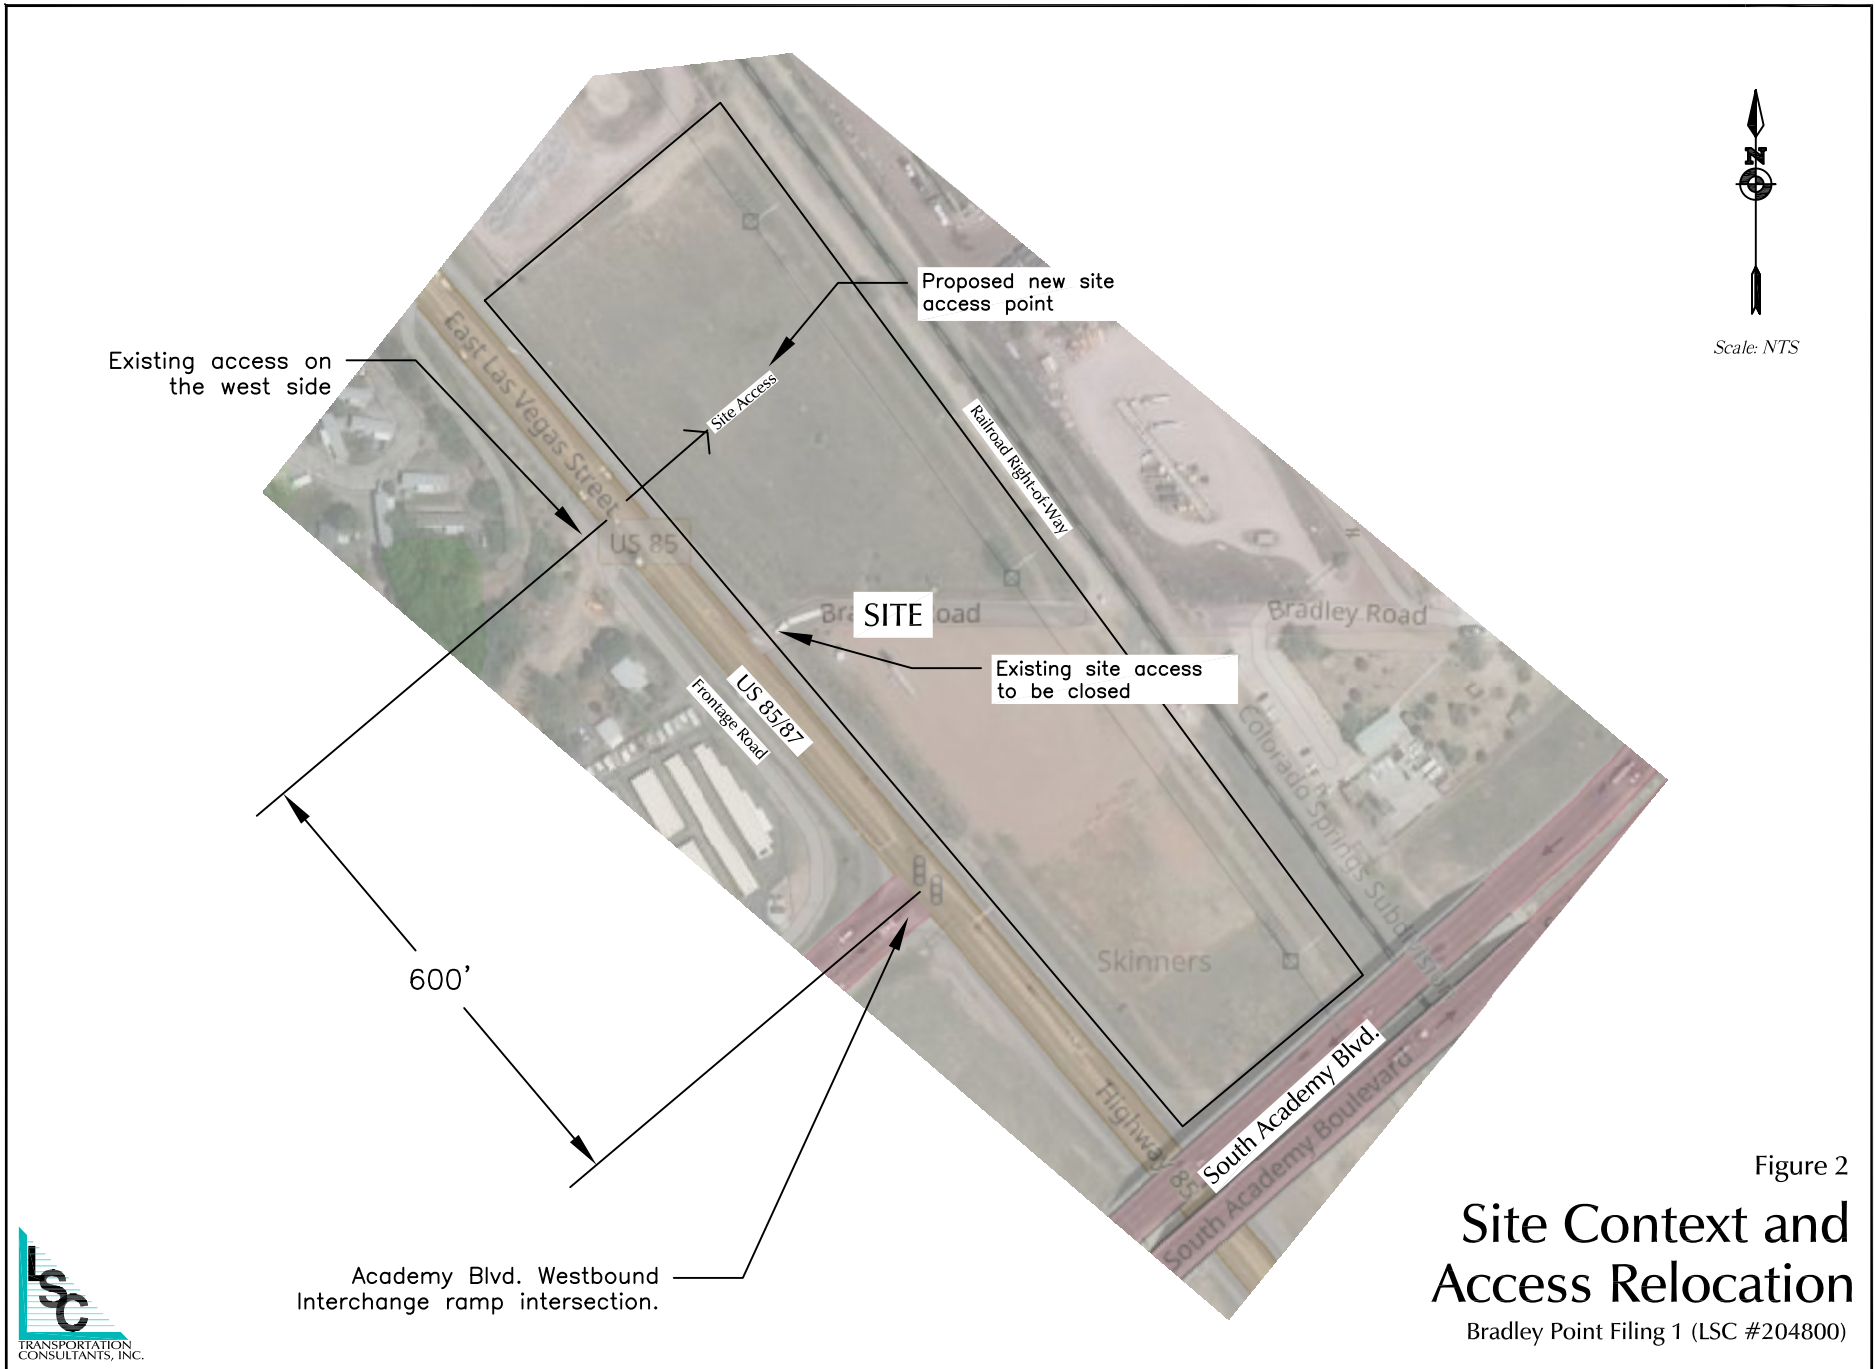 N
Scale: NTS
Proposed new site
access point
Existing access on
the west side
East Las Vegas Street
Site Access
Railroad Right-of-Way
US 85
Bradley Road
SITE
Existing site access
to be closed
US 85/87
Frontage Road
Colorado Springs Subdivision
Skinners
600'
Highway 85
South Academy Blvd.
South Academy Boulevard
Academy Blvd. Westbound
Interchange ramp intersection.
Figure 2
Site Context and
Access Relocation
Bradley Point Filing 1 (LSC #204800)
LSC
TRANSPORTATION
CONSULTANTS, INC.